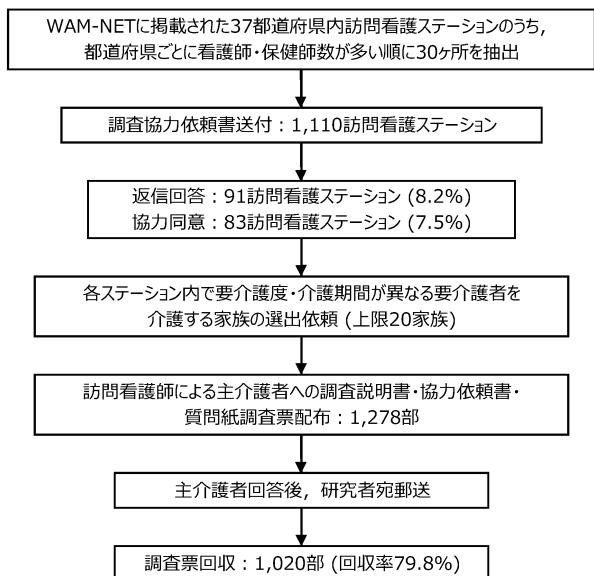 WAM-NETに掲載された37都道府県内訪問看護ステーションのうち,
都道府県ごとに看護師・保健師数が多い順に30ヶ所を抽出
調査協力依頼書送付：1,110訪問看護ステーション
返信回答：91訪問看護ステーション (8.2%)
協力同意：83訪問看護ステーション (7.5%)
各ステーション内で要介護度・介護期間が異なる要介護者を
介護する家族の選出依頼 (上限20家族)
訪問看護師による主介護者への調査説明書・協力依頼書・
質問紙調査票配布：1,278部
主介護者回答後，研究者宛郵送
調査票回収：1,020部 (回収率79.8%)